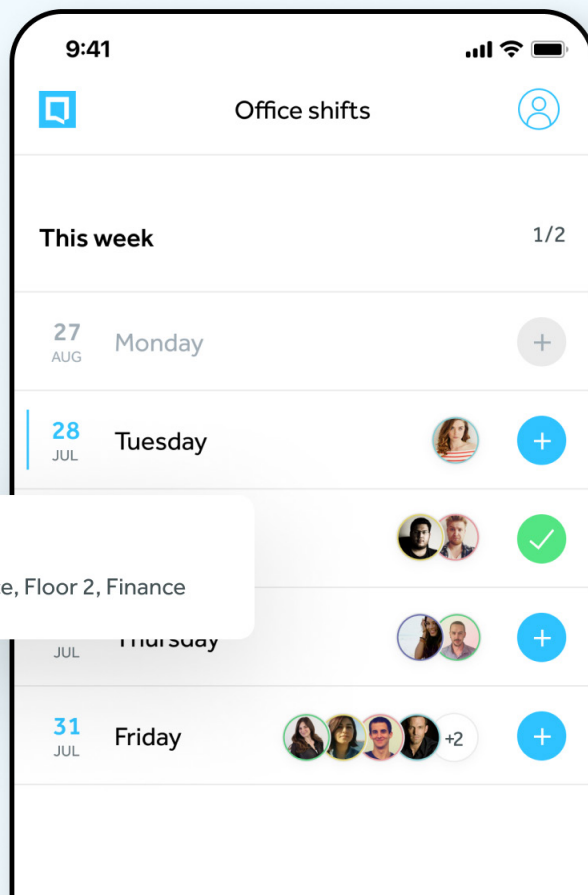 9:41
Office shifts
This week 1/2
27 AUG Monday
28 JUL Tuesday
Floor 2, Finance
JUL Thursday
31 JUL Friday +2